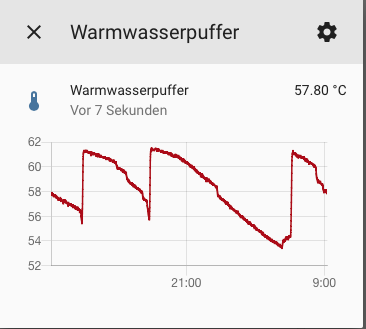 Warmwasserpuffer
Warmwasserpuffer 57.80 °C
Vor 7 Sekunden
62
60
58
56
54
52
21:00 9:00